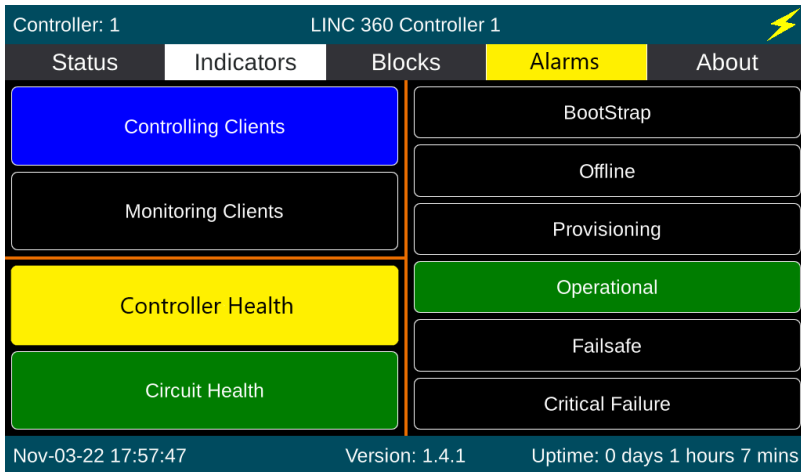 Controller: 1 LINC 360 Controller 1
Status Indicators Blocks Alarms About
Controlling Clients
Monitoring Clients
Controller Health
Circuit Health
BootStrap
Offline
Provisioning
Operational
Failsafe
Critical Failure
Nov-03-22 17:57:47 Version: 1.4.1 Uptime: 0 days 1 hours 7 mins